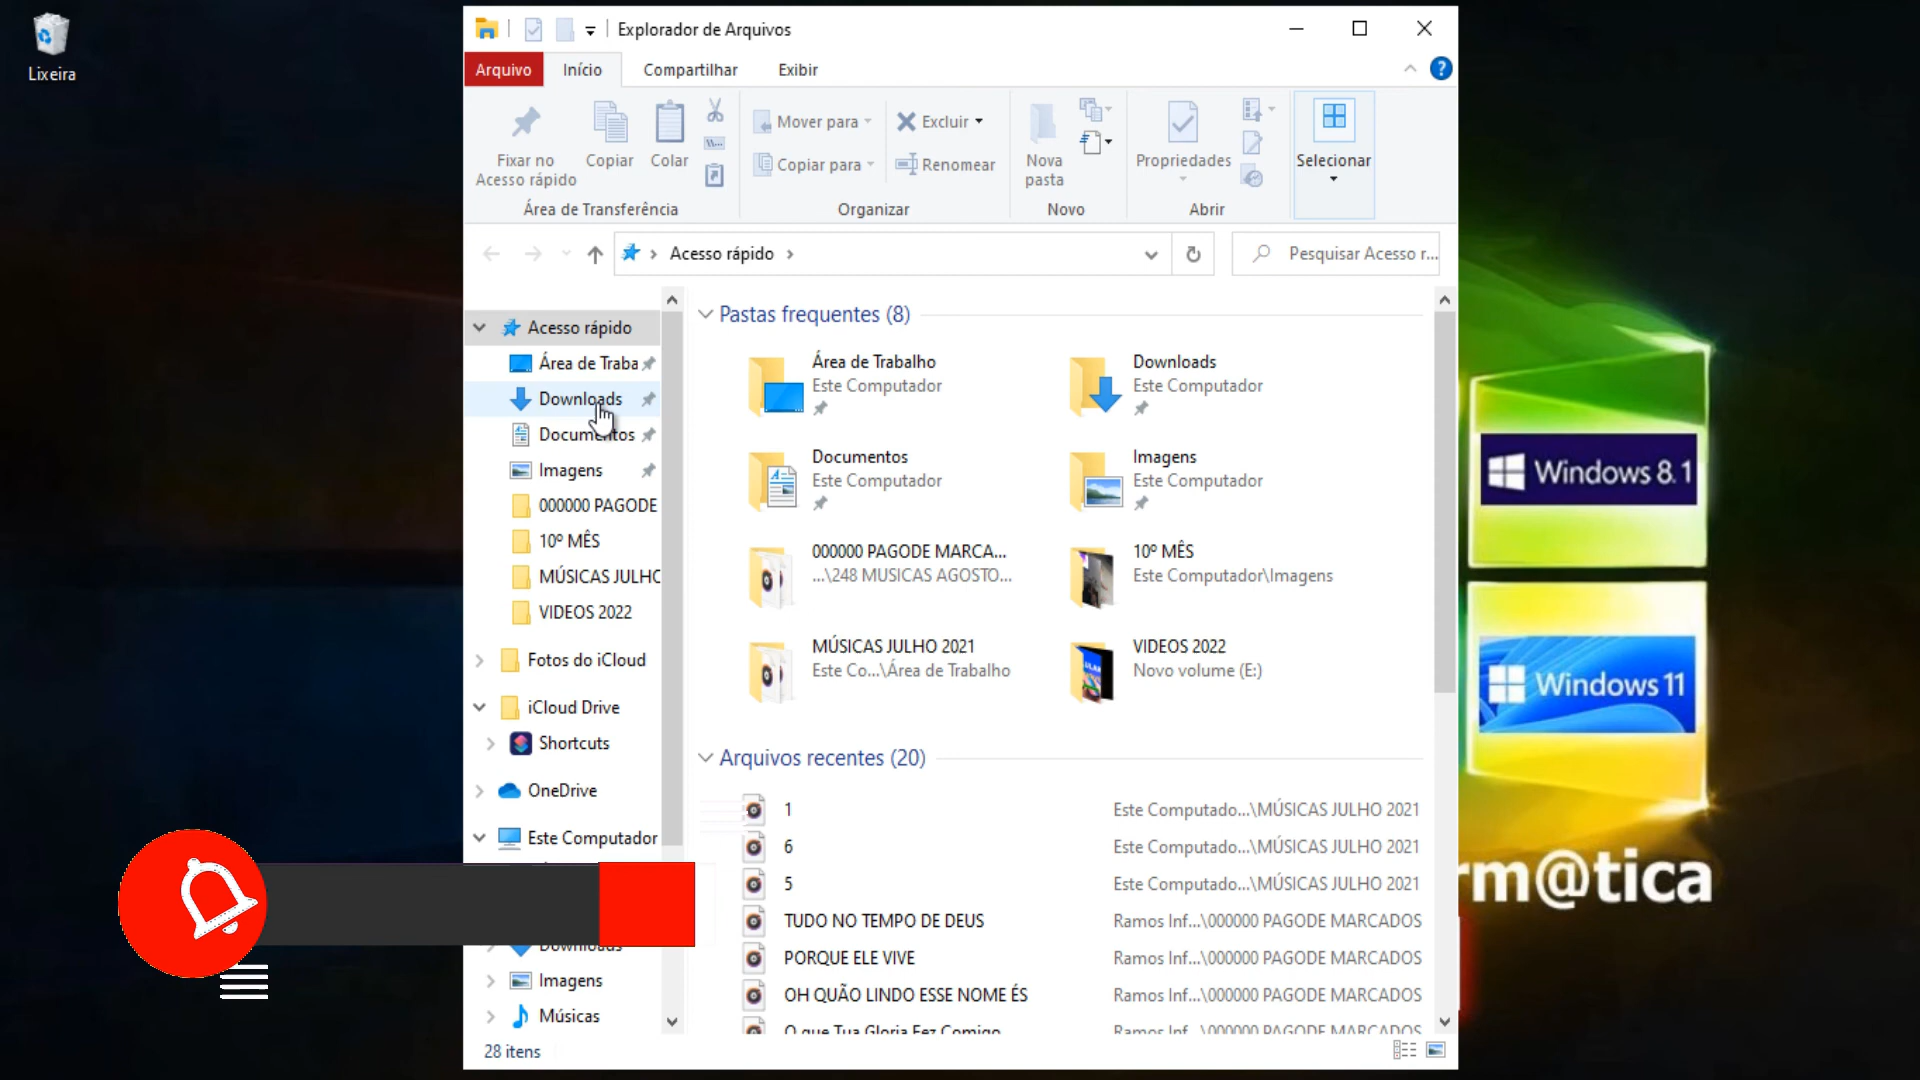 Lixeira
Explorador de Arquivos
Arquivo
Início
Compartilhar
Exibir
Fixar no
Acesso rápido
Copiar
Colar
Mover para
Copiar para
Excluir
Renomear
Nova
pasta
Propriedades
Selecionar
Área de Transferência
Organizar
Novo
Abrir
Acesso rápido
Pesquisar Acesso r...
Acesso rápido
Área de Traba
Downloads
Documentos
Imagens
000000 PAGODE
10º MÊS
MÚSICAS JULHO
VIDEOS 2022
Fotos do iCloud
iCloud Drive
Shortcuts
OneDrive
Este Computador
Downloads
Imagens
Músicas
Pastas frequentes (8)
Área de Trabalho
Este Computador
Downloads
Este Computador
Documentos
Este Computador
Imagens
Este Computador
000000 PAGODE MARCA...
...\248 MUSICAS AGOSTO...
10º MÊS
Este Computador\Imagens
MÚSICAS JULHO 2021
Este Co...\Área de Trabalho
VIDEOS 2022
Novo volume (E:)
Arquivos recentes (20)
1 Este Computado...\MÚSICAS JULHO 2021
6 Este Computado...\MÚSICAS JULHO 2021
5 Este Computado...\MÚSICAS JULHO 2021
TUDO NO TEMPO DE DEUS Ramos Inf...\000000 PAGODE MARCADOS
PORQUE ELE VIVE Ramos Inf...\000000 PAGODE MARCADOS
OH QUÃO LINDO ESSE NOME ÉS Ramos Inf...\000000 PAGODE MARCADOS
O que Tua Gloria Fez Comigo Ramos Inf...\000000 PAGODE MARCADOS
28 itens
Windows 8.1
Windows 11
rm@tica